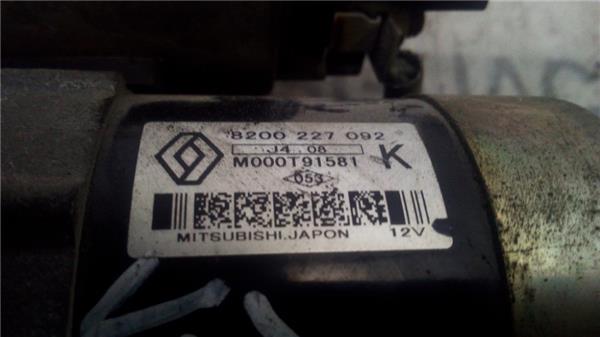 8200 227 092
J4 08
M000T91581 K
053
MITSUBISHI.JAPON 12V